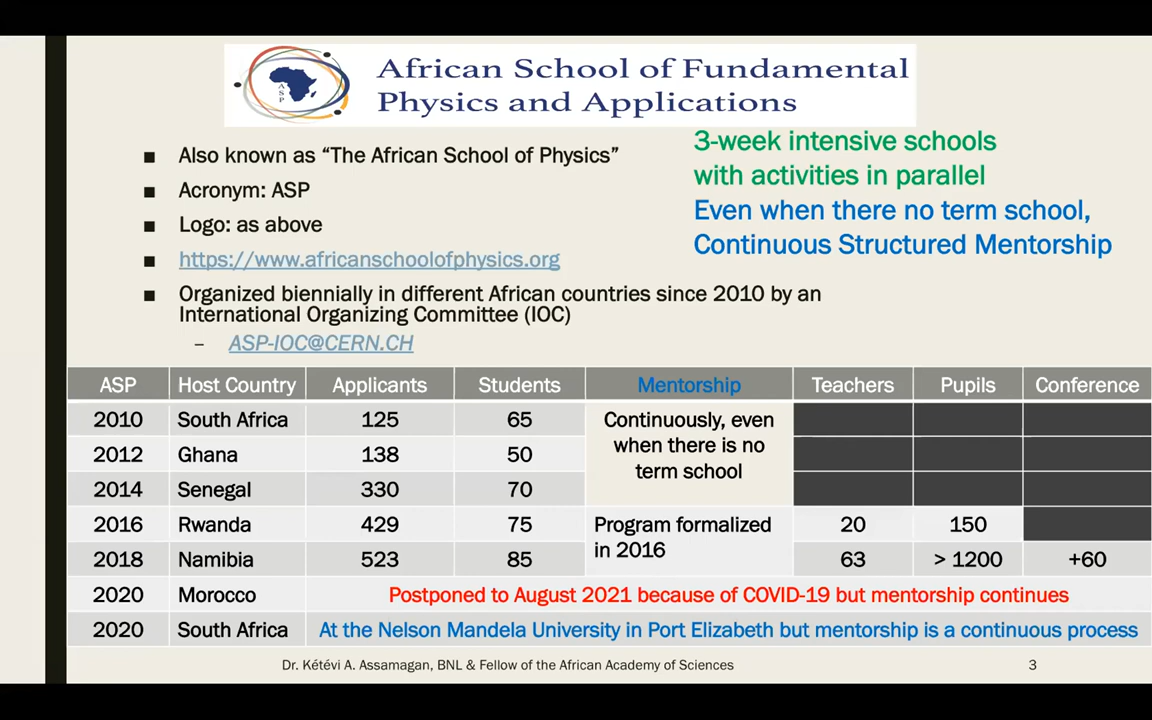 African School of Fundamental
Physics and Applications
ASP
3-week intensive schools
with activities in parallel
Even when there no term school,
Continuous Structured Mentorship
■ Also known as “The African School of Physics”
■ Acronym: ASP
■ Logo: as above
■ https://www.africanschoolofphysics.org
■ Organized biennially in different African countries since 2010 by an
International Organizing Committee (IOC)
– ASP-IOC@CERN.CH
ASP Host Country Applicants Students Mentorship Teachers Pupils Conference
2010 South Africa 125 65 Continuously, even
when there is no
term school
2012 Ghana 138 50
2014 Senegal 330 70
2016 Rwanda 429 75 Program formalized
in 2016 20 150
2018 Namibia 523 85 63 > 1200 +60
2020 Morocco Postponed to August 2021 because of COVID-19 but mentorship continues
2020 South Africa At the Nelson Mandela University in Port Elizabeth but mentorship is a continuous process
Dr. Kétévi A. Assamagan, BNL & Fellow of the African Academy of Sciences 3